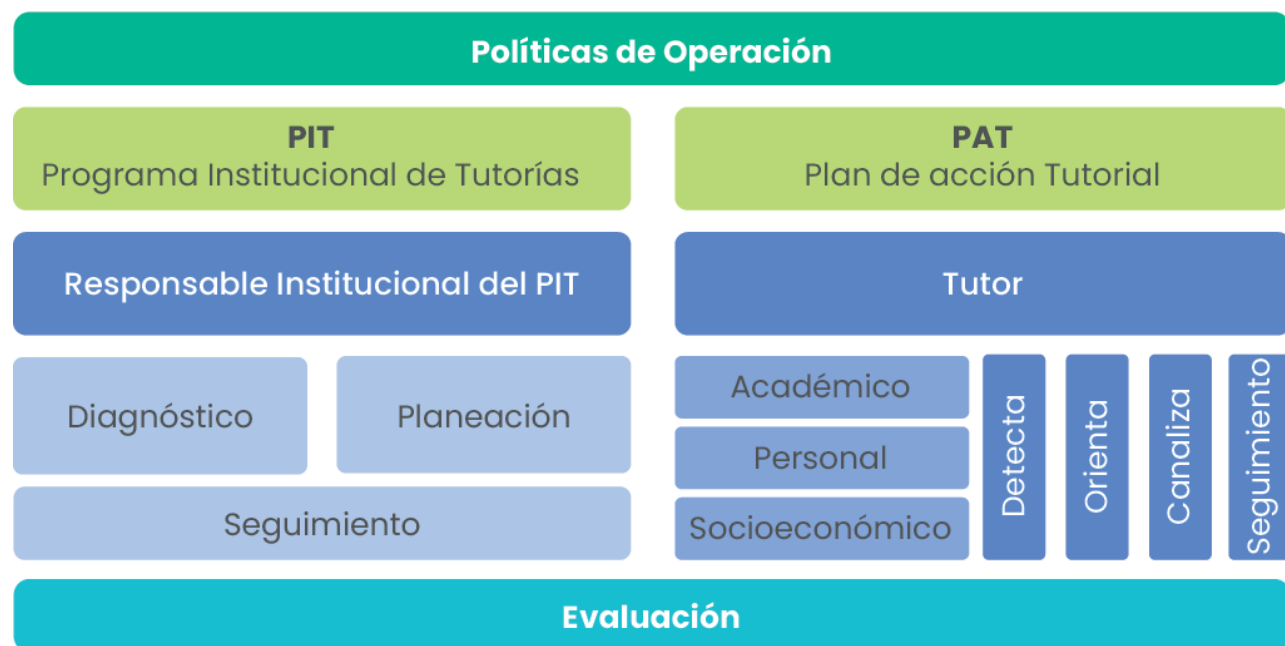 Políticas de Operación
PIT
Programa Institucional de Tutorías
PAT
Plan de acción Tutorial
Responsable Institucional del PIT
Tutor
Diagnóstico
Planeación
Seguimiento
Académico
Personal
Socioeconómico
Detecta
Orienta
Canaliza
Seguimiento
Evaluación